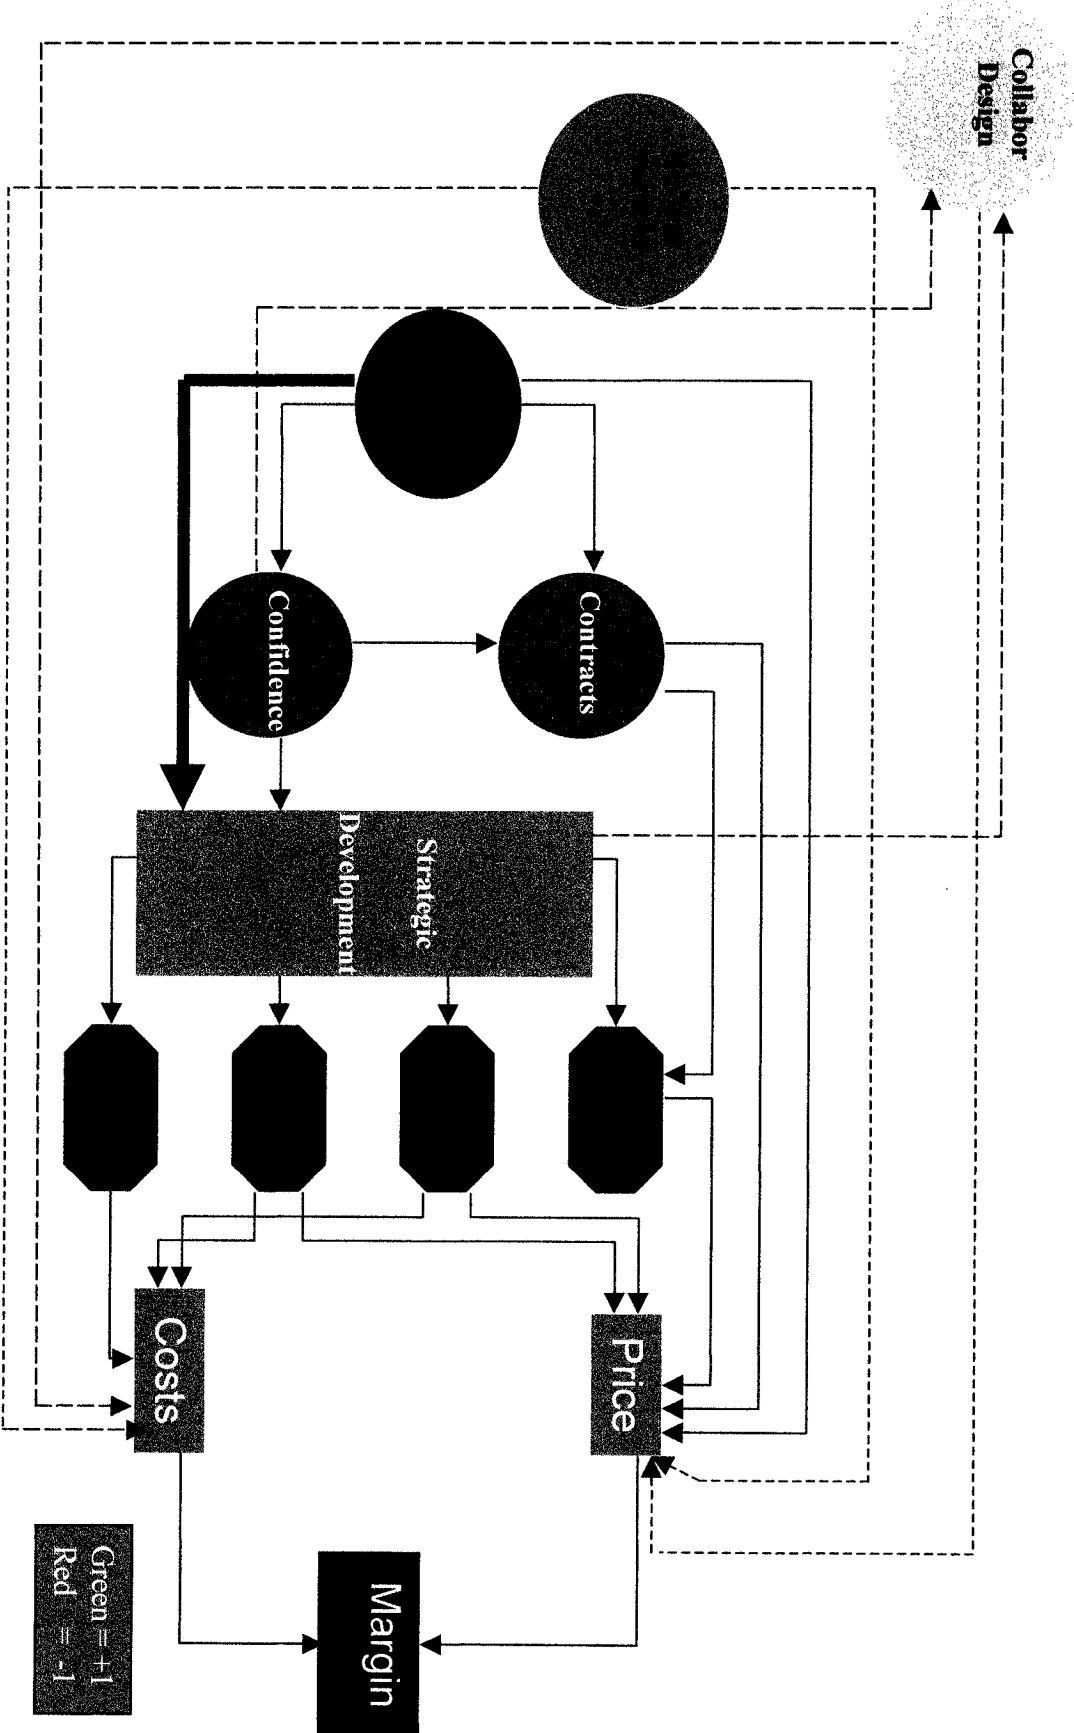 Collabor
Design
Contracts
Confidence
Strategic
Development
Price
Costs
Margin
Green = +1
Red = -1